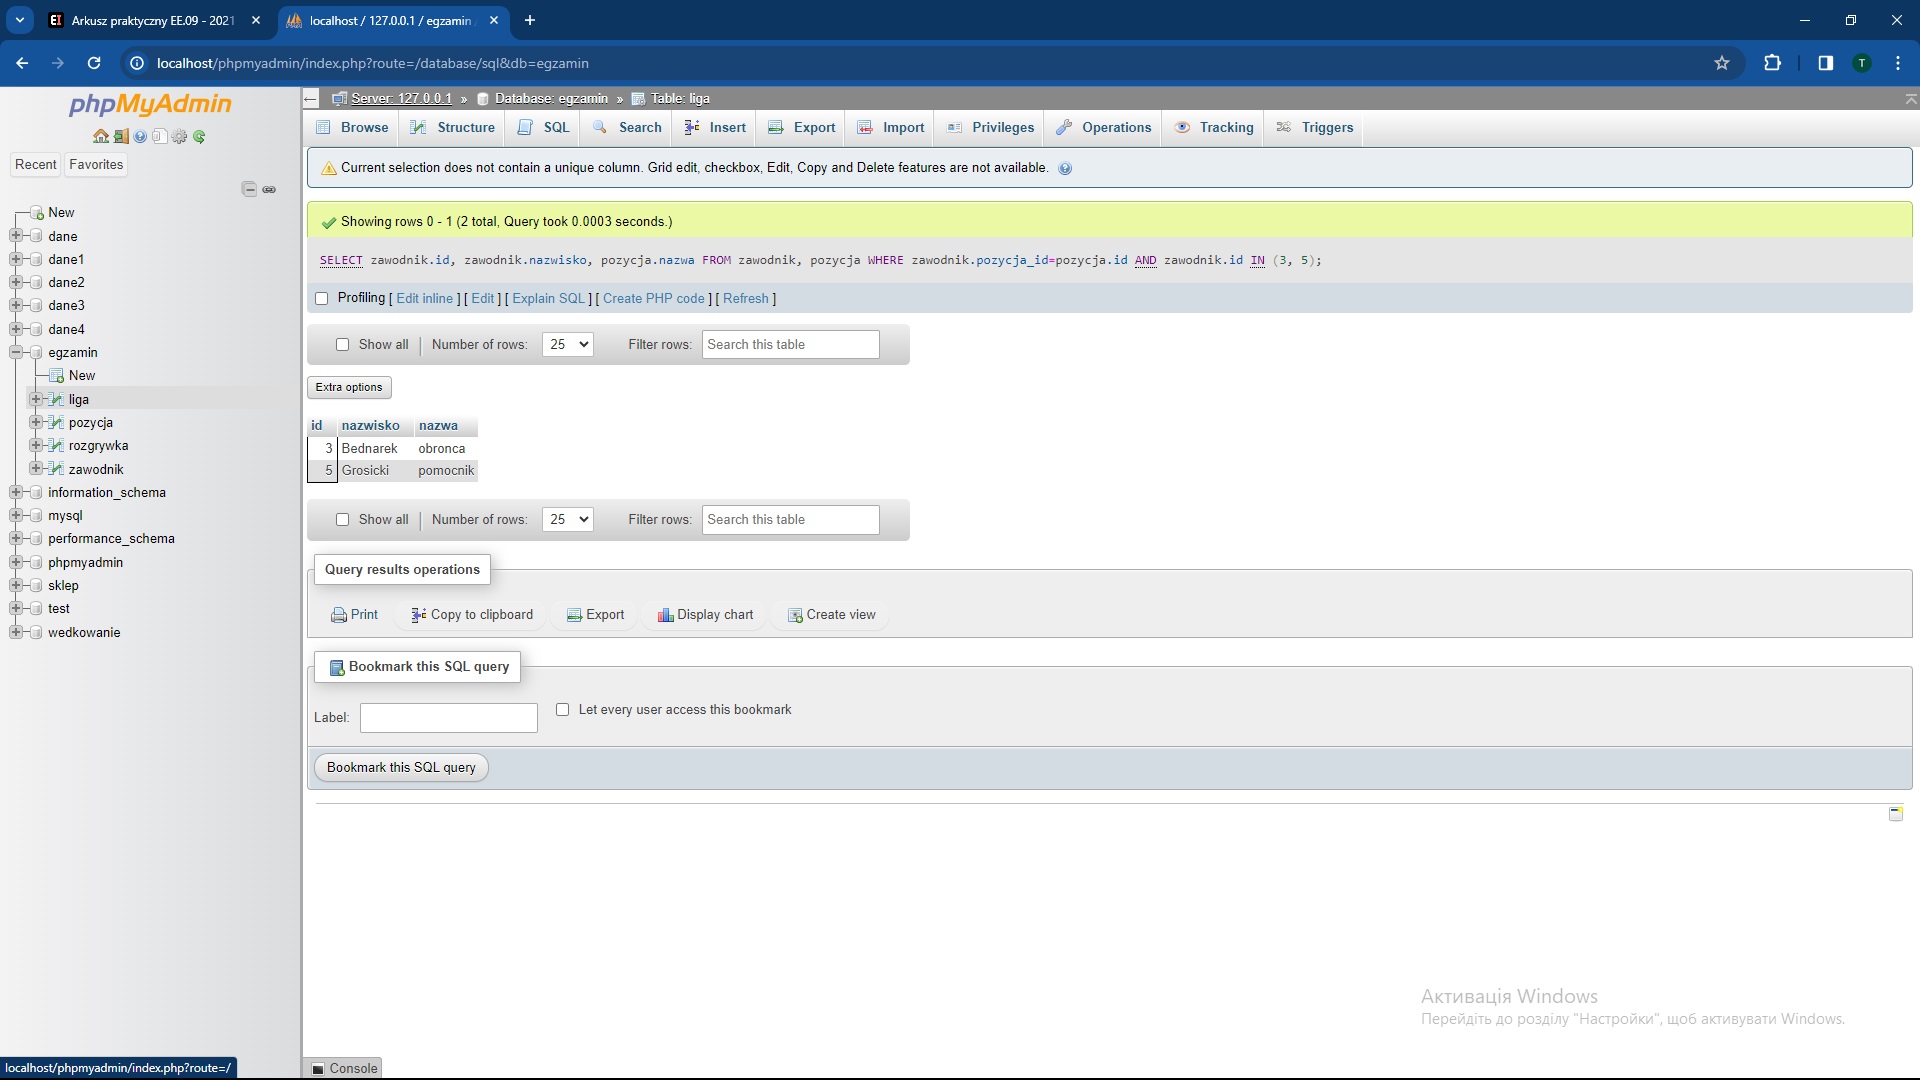 Arkusz praktyczny EE.09 - 2021
localhost / 127.0.0.1 / egzamin
localhost/phpmyadmin/index.php?route=/database/sql&db=egzamin
T
phpMyAdmin
Recent
Favorites
New
dane
dane1
dane2
dane3
dane4
egzamin
New
liga
pozycja
rozgrywka
zawodnik
information_schema
mysql
performance_schema
phpmyadmin
sklep
test
wedkowanie
localhost/phpmyadmin/index.php?route=/
Server: 127.0.0.1 » Database: egzamin » Table: liga
Browse Structure SQL Search Insert Export Import Privileges Operations Tracking Triggers
Current selection does not contain a unique column. Grid edit, checkbox, Edit, Copy and Delete features are not available.
Showing rows 0 - 1 (2 total, Query took 0.0003 seconds.)
SELECT zawodnik.id, zawodnik.nazwisko, pozycja.nazwa FROM zawodnik, pozycja WHERE zawodnik.pozycja_id=pozycja.id AND zawodnik.id IN (3, 5);
Profiling [ Edit inline ] [ Edit ] [ Explain SQL ] [ Create PHP code ] [ Refresh ]
Show all Number of rows: 25 Filter rows: Search this table
Extra options
id nazwisko nazwa
3 Bednarek obronca
5 Grosicki pomocnik
Show all Number of rows: 25 Filter rows: Search this table
Query results operations
Print Copy to clipboard Export Display chart Create view
Bookmark this SQL query
Label: Let every user access this bookmark
Bookmark this SQL query
Активація Windows
Перейдіть до розділу "Настройки", щоб активувати Windows.
Console